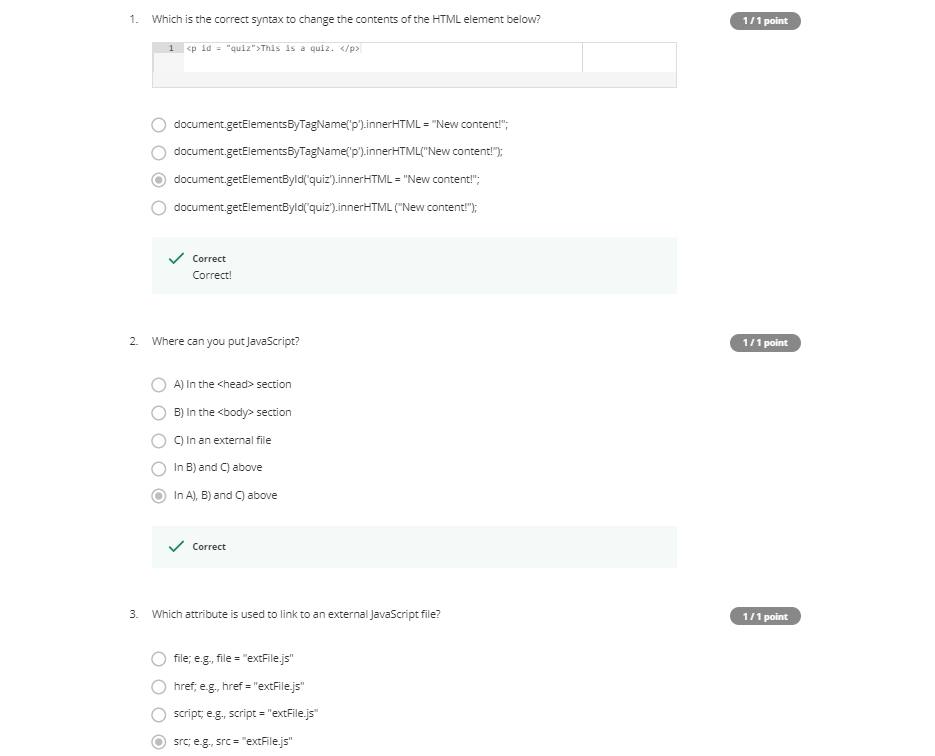 1. Which is the correct syntax to change the contents of the HTML element below?
1 / 1 point
1 <p id = "quiz">This is a quiz. </p>
document.getElementsByTagName('p').innerHTML = "New content!";
document.getElementsByTagName('p').innerHTML("New content!");
document.getElementById('quiz').innerHTML = "New content!";
document.getElementById('quiz').innerHTML ("New content!");
Correct
Correct!
2. Where can you put JavaScript?
1 / 1 point
A) In the <head> section
B) In the <body> section
C) In an external file
In B) and C) above
In A), B) and C) above
Correct
3. Which attribute is used to link to an external JavaScript file?
1 / 1 point
file; e.g., file = "extFile.js"
href; e.g., href = "extFile.js"
script; e.g., script = "extFile.js"
src; e.g., src = "extFile.js"